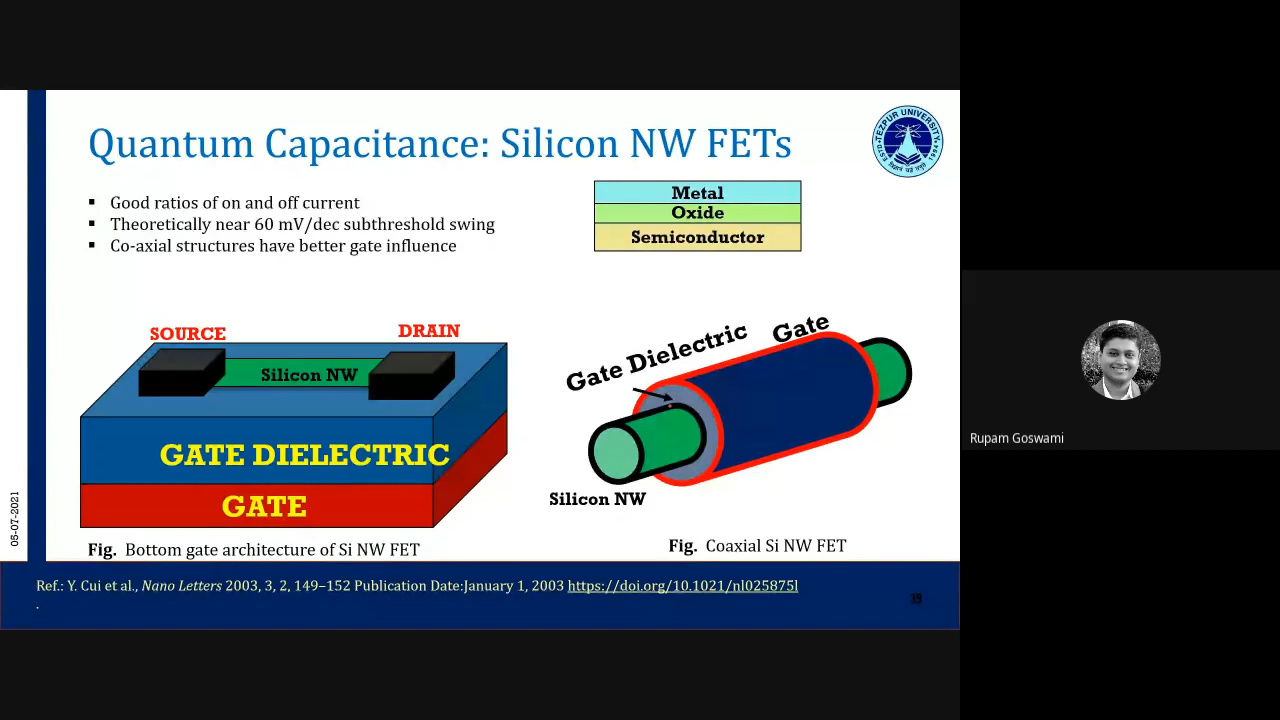 Quantum Capacitance: Silicon NW FETs
TEZPUR UNIVERSITY
▪ Good ratios of on and off current
▪ Theoretically near 60 mV/dec subthreshold swing
▪ Co-axial structures have better gate influence
Metal
Oxide
Semiconductor
SOURCE
DRAIN
Silicon NW
GATE DIELECTRIC
GATE
Gate Dielectric
Gate
Silicon NW
Fig. Bottom gate architecture of Si NW FET
Fig. Coaxial Si NW FET
Ref.: Y. Cui et al., Nano Letters 2003, 3, 2, 149–152 Publication Date:January 1, 2003 https://doi.org/10.1021/nl025875l
.
Rupam Goswami